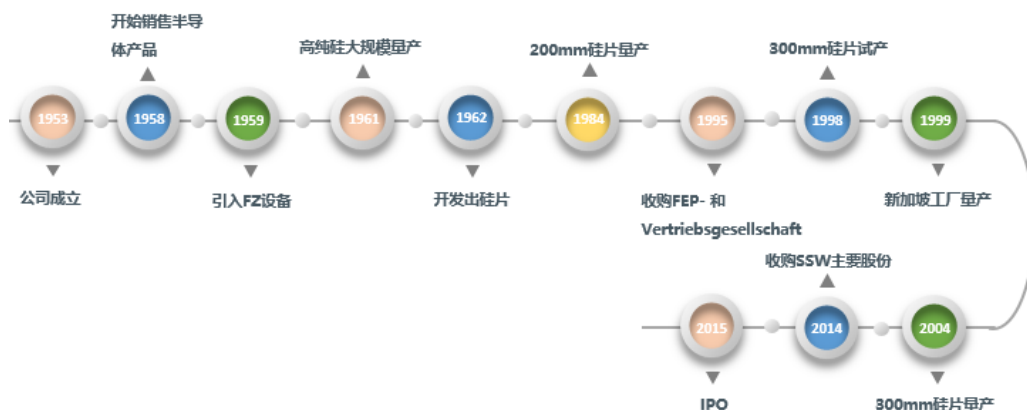 开始销售半导
体产品
高纯硅大规模量产
200mm硅片量产
300mm硅片试产
1953
1958
1959
1961
1962
1984
1995
1998
1999
公司成立
引入FZ设备
开发出硅片
收购FEP- 和
Vertriebsgesellschaft
新加坡工厂量产
收购SSW主要股份
2015
2014
2004
IPO
300mm硅片量产